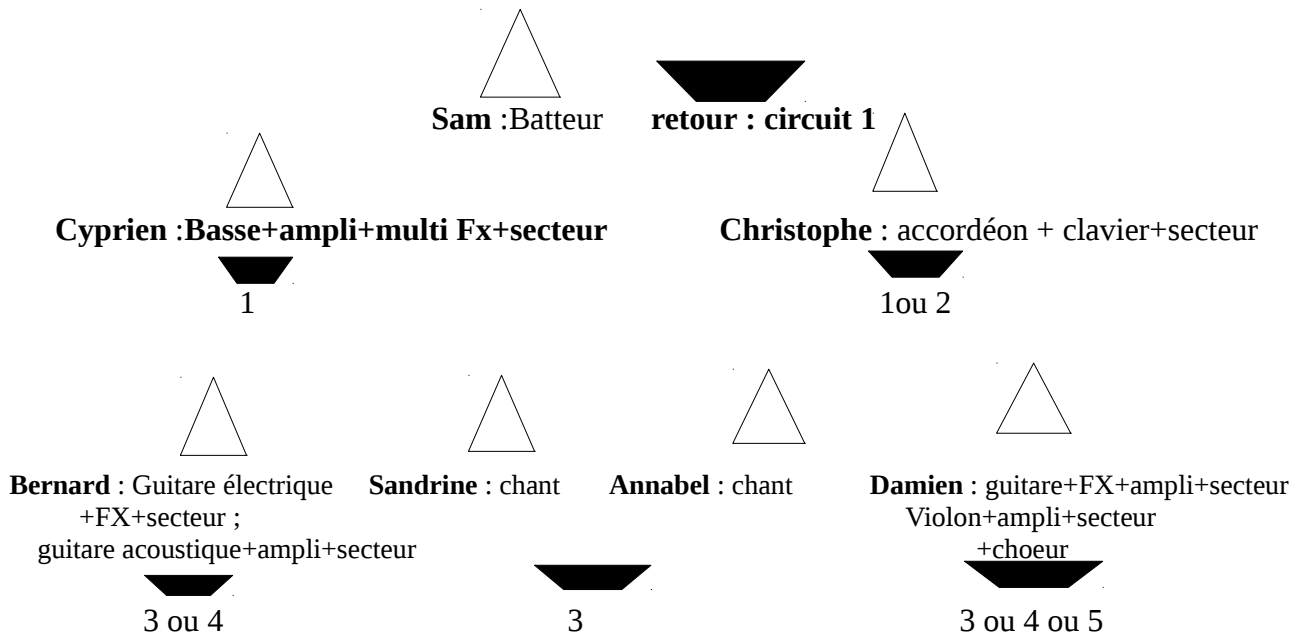 Sam :Batteur retour : circuit 1
Cyprien :Basse+ampli+multi Fx+secteur
Christophe : accordéon + clavier+secteur
1
1ou 2
Bernard : Guitare électrique
+FX+secteur ;
guitare acoustique+ampli+secteur
Sandrine : chant
Annabel : chant
Damien : guitare+FX+ampli+secteur
Violon+ampli+secteur
+choeur
3 ou 4
3
3 ou 4 ou 5